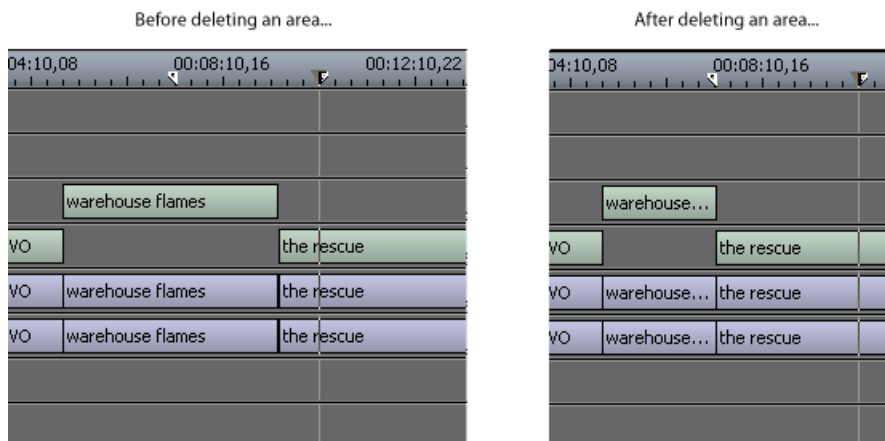 Before deleting an area...
04:10,08 00:08:10,16 00:12:10,22
warehouse flames
VO the rescue
VO warehouse flames the rescue
VO warehouse flames the rescue
After deleting an area...
04:10,08 00:08:10,16
warehouse...
VO the rescue
VO warehouse... the rescue
VO warehouse... the rescue